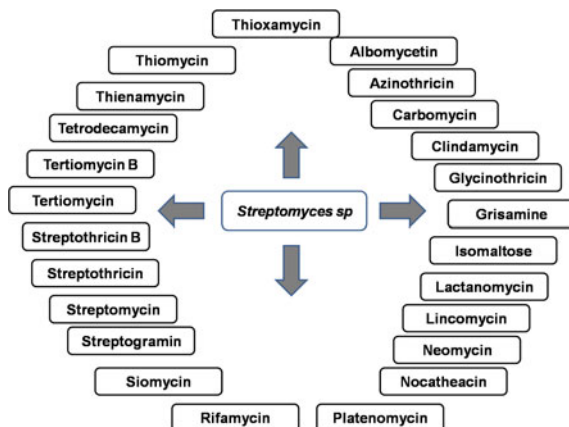 Thioxamycin
Albomycetin
Thiomycin
Azinothricin
Thienamycin
Carbomycin
Tetrodecamycin
Clindamycin
Tertiomycin B
Glycinothricin
Tertiomycin
Streptomyces sp
Grisamine
Streptothricin B
Isomaltose
Streptothricin
Lactanomycin
Streptomycin
Lincomycin
Streptogramin
Neomycin
Siomycin
Nocatheacin
Rifamycin
Platenomycin